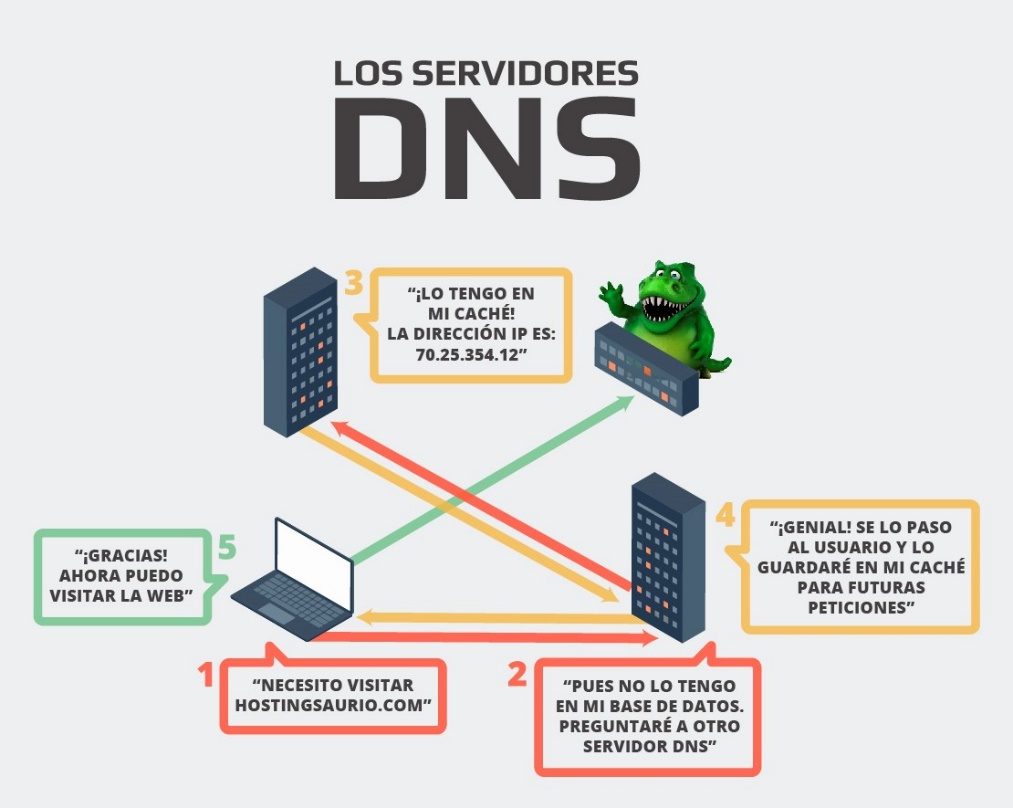 LOS SERVIDORES
DNS
3
“¡LO TENGO EN
MI CACHÉ!
LA DIRECCIÓN IP ES:
70.25.354.12”
4
“¡GENIAL! SE LO PASO
AL USUARIO Y LO
GUARDARÉ EN MI CACHÉ
PARA FUTURAS
PETICIONES”
5
“¡GRACIAS!
AHORA PUEDO
VISITAR LA WEB”
1
“NECESITO VISITAR
HOSTINGSAURIO.COM”
2
“PUES NO LO TENGO
EN MI BASE DE DATOS.
PREGUNTARÉ A OTRO
SERVIDOR DNS”